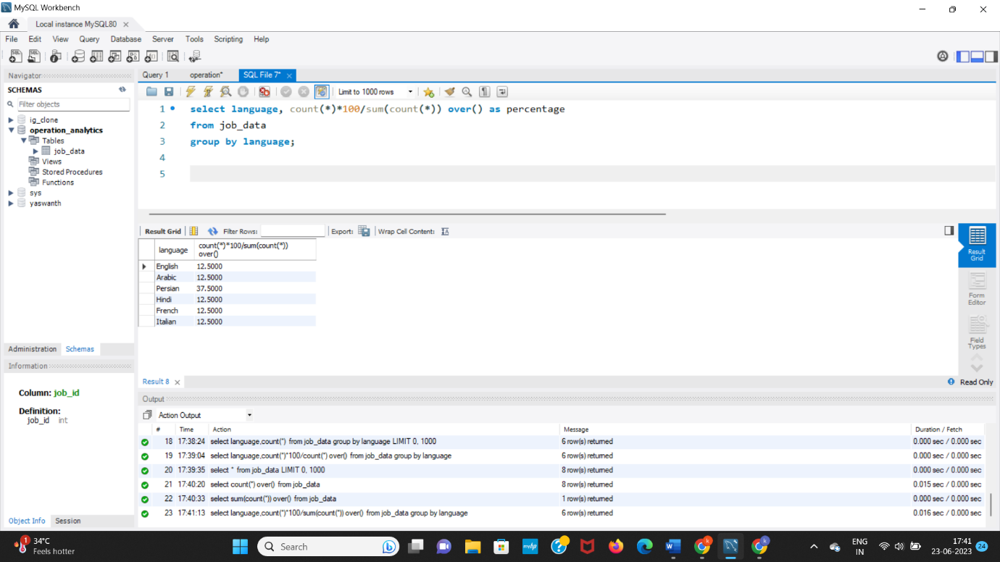 MySQL Workbench
Local instance MySQL80
File Edit View Query Database Server Tools Scripting Help
Navigator
SCHEMAS
Filter objects
ig_clone
operation_analytics
Tables
job_data
Views
Stored Procedures
Functions
sys
yaswanth
Administration Schemas
Information
Column: job_id
Definition:
job_id int
Object Info Session
Query 1 operation* SQL File 7*
Limit to 1000 rows
1 select language, count(*)*100/sum(count(*)) over() as percentage
2 from job_data
3 group by language;
4
5
Result Grid Filter Rows: Export: Wrap Cell Content:
language count(*)*100/sum(count(*))
over()
English 12.5000
Arabic 12.5000
Persian 37.5000
Hindi 12.5000
French 12.5000
Italian 12.5000
Result
Grid
Form
Editor
Field
Types
Result 8 Read Only
Output
Action Output
# Time Action Message Duration / Fetch
18 17:38:24 select language,count(*) from job_data group by language LIMIT 0, 1000 6 row(s) returned 0.000 sec / 0.000 sec
19 17:39:04 select language,count(*)*100/count(*) over() from job_data group by language 6 row(s) returned 0.000 sec / 0.000 sec
20 17:39:35 select * from job_data LIMIT 0, 1000 8 row(s) returned 0.000 sec / 0.000 sec
21 17:40:20 select count(*) over() from job_data 8 row(s) returned 0.015 sec / 0.000 sec
22 17:40:33 select sum(count(*)) over() from job_data 1 row(s) returned 0.000 sec / 0.000 sec
23 17:41:13 select language,count(*)*100/sum(count(*)) over() from job_data group by language 6 row(s) returned 0.016 sec / 0.000 sec
1 34°C
Feels hotter
Search
ENG
IN
17:41
23-06-2023
24